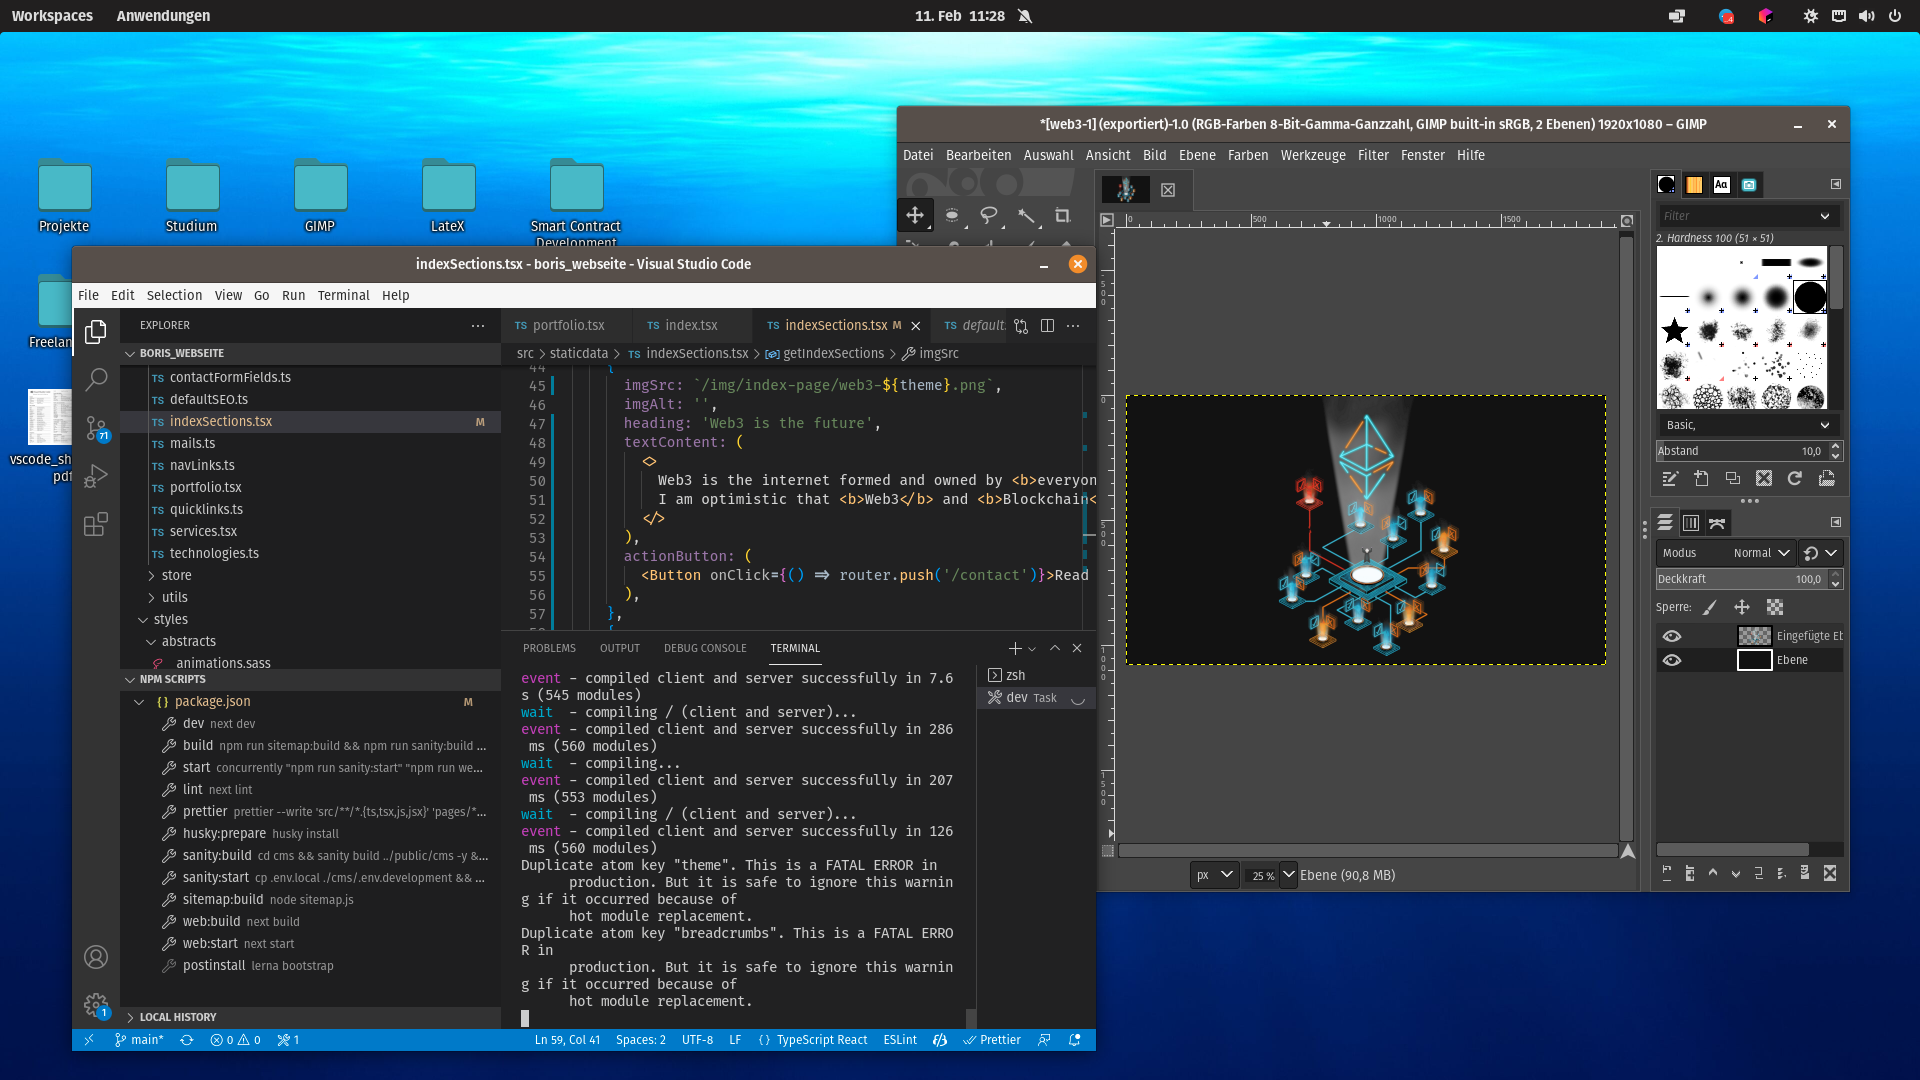 Workspaces Anwendungen
11. Feb 11:28
Projekte
Studium
GIMP
LateX
Smart Contract
Development
Freelan
vscode_sh
pdf
*[web3-1] (exportiert)-1.0 (RGB-Farben 8-Bit-Gamma-Ganzzahl, GIMP built-in sRGB, 2 Ebenen) 1920x1080 – GIMP
Datei Bearbeiten Auswahl Ansicht Bild Ebene Farben Werkzeuge Filter Fenster Hilfe
0 500 1000 1500
Aa
Filter
2. Hardness 100 (51 × 51)
Basic,
Abstand 10,0
Modus Normal
Deckkraft 100,0
Sperre:
Eingefügte Eb
Ebene
px 25 % Ebene (90,8 MB)
indexSections.tsx - boris_webseite - Visual Studio Code
File Edit Selection View Go Run Terminal Help
EXPLORER
BORIS_WEBSEITE
TS contactFormFields.ts
TS defaultSEO.ts
TS indexSections.tsx M
TS mails.ts
TS navLinks.ts
TS portfolio.tsx
TS quicklinks.ts
TS services.tsx
TS technologies.ts
store
utils
styles
abstracts
animations.sass
NPM SCRIPTS
{} package.json M
dev next dev
build npm run sitemap:build && npm run sanity:build ...
start concurrently "npm run sanity:start" "npm run we...
lint next lint
prettier prettier --write 'src/**/*.{ts,tsx,js,jsx}' 'pages/*...
husky:prepare husky install
sanity:build cd cms && sanity build ../public/cms -y &...
sanity:start cp .env.local ./cms/.env.development && ...
sitemap:build node sitemap.js
web:build next build
web:start next start
postinstall lerna bootstrap
LOCAL HISTORY
71
1
TS portfolio.tsx TS index.tsx TS indexSections.tsx M TS default
src > staticdata > TS indexSections.tsx > getIndexSections > imgSrc
44 {
45 imgSrc: `/img/index-page/web3-${theme}.png`,
46 imgAlt: '',
47 heading: 'Web3 is the future',
48 textContent: (
49 <>
50 Web3 is the internet formed and owned by <b>everyon
51 I am optimistic that <b>Web3</b> and <b>Blockchain<
52 </>
53 ),
54 actionButton: (
55 <Button onClick={() => router.push('/contact')}>Read
56 ),
57 },
58 {
PROBLEMS OUTPUT DEBUG CONSOLE TERMINAL
event - compiled client and server successfully in 7.6
s (545 modules)
wait - compiling / (client and server)...
event - compiled client and server successfully in 286
ms (560 modules)
wait - compiling...
event - compiled client and server successfully in 207
ms (553 modules)
wait - compiling / (client and server)...
event - compiled client and server successfully in 126
ms (560 modules)
Duplicate atom key "theme". This is a FATAL ERROR in
production. But it is safe to ignore this warnin
g if it occurred because of
hot module replacement.
Duplicate atom key "breadcrumbs". This is a FATAL ERRO
R in
production. But it is safe to ignore this warnin
g if it occurred because of
hot module replacement.
zsh
dev Task
main* 0 0 1 Ln 59, Col 41 Spaces: 2 UTF-8 LF {} TypeScript React ESLint Prettier